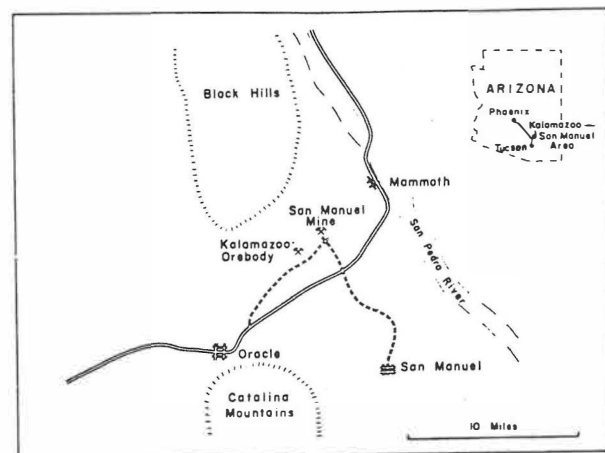 Black Hills
ARIZONA
Phoenix
Kalamazoo—
San Manuel
Area
Tucson
Mammoth
San Manuel
Mine
Kalamazoo-
Orebody
San Pedro River
Oracle
San Manuel
Catalina
Mountains
10 Miles